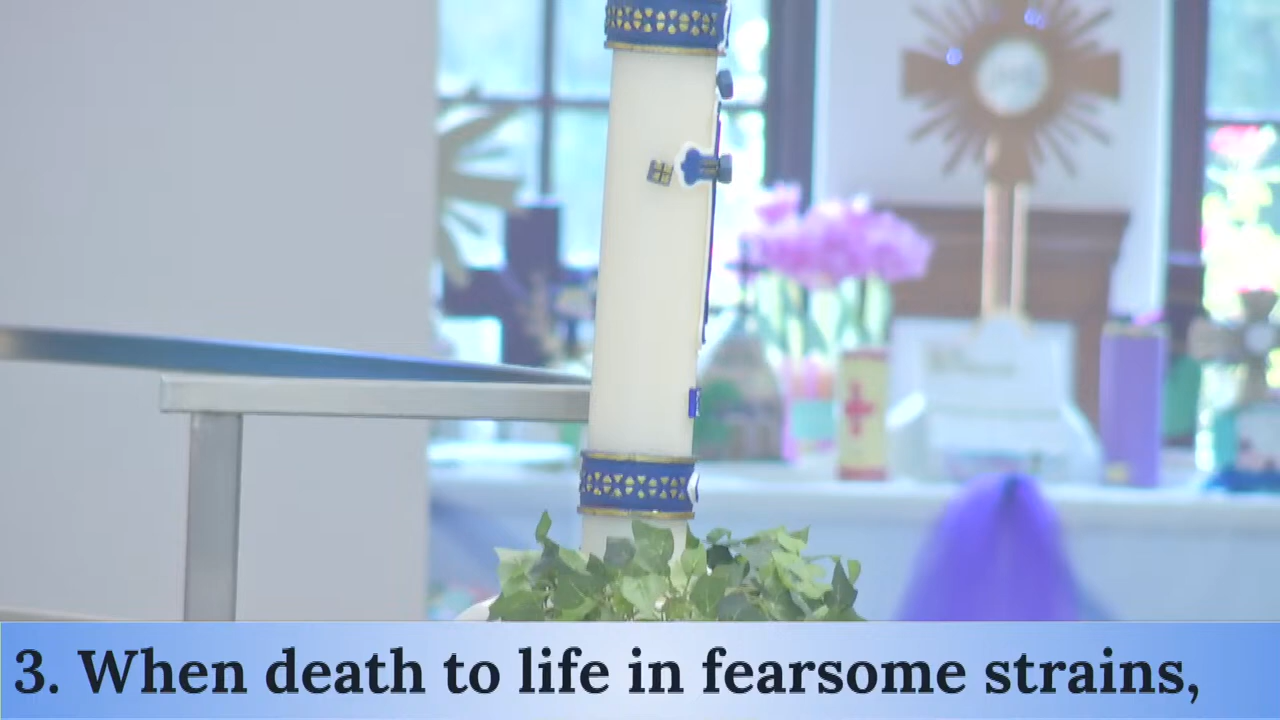 3. When death to life in fearsome strains,